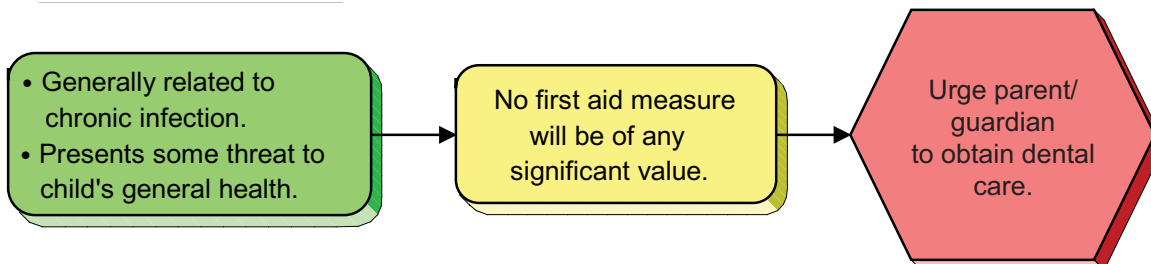 • Generally related to
chronic infection.
• Presents some threat to
child's general health.
No first aid measure
will be of any
significant value.
Urge parent/
guardian
to obtain dental
care.